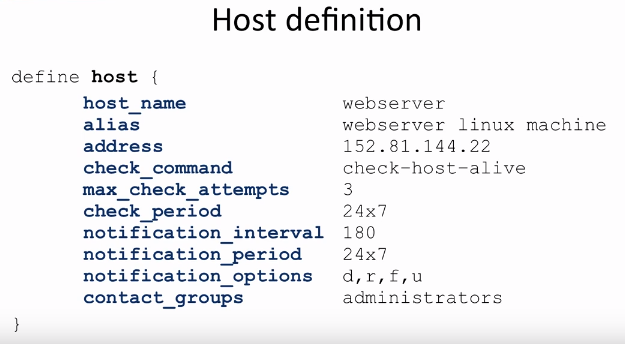 Host definition
define host {
host_name webserver
alias webserver linux machine
address 152.81.144.22
check_command check-host-alive
max_check_attempts 3
check_period 24x7
notification_interval 180
notification_period 24x7
notification_options d,r,f,u
contact_groups administrators
}